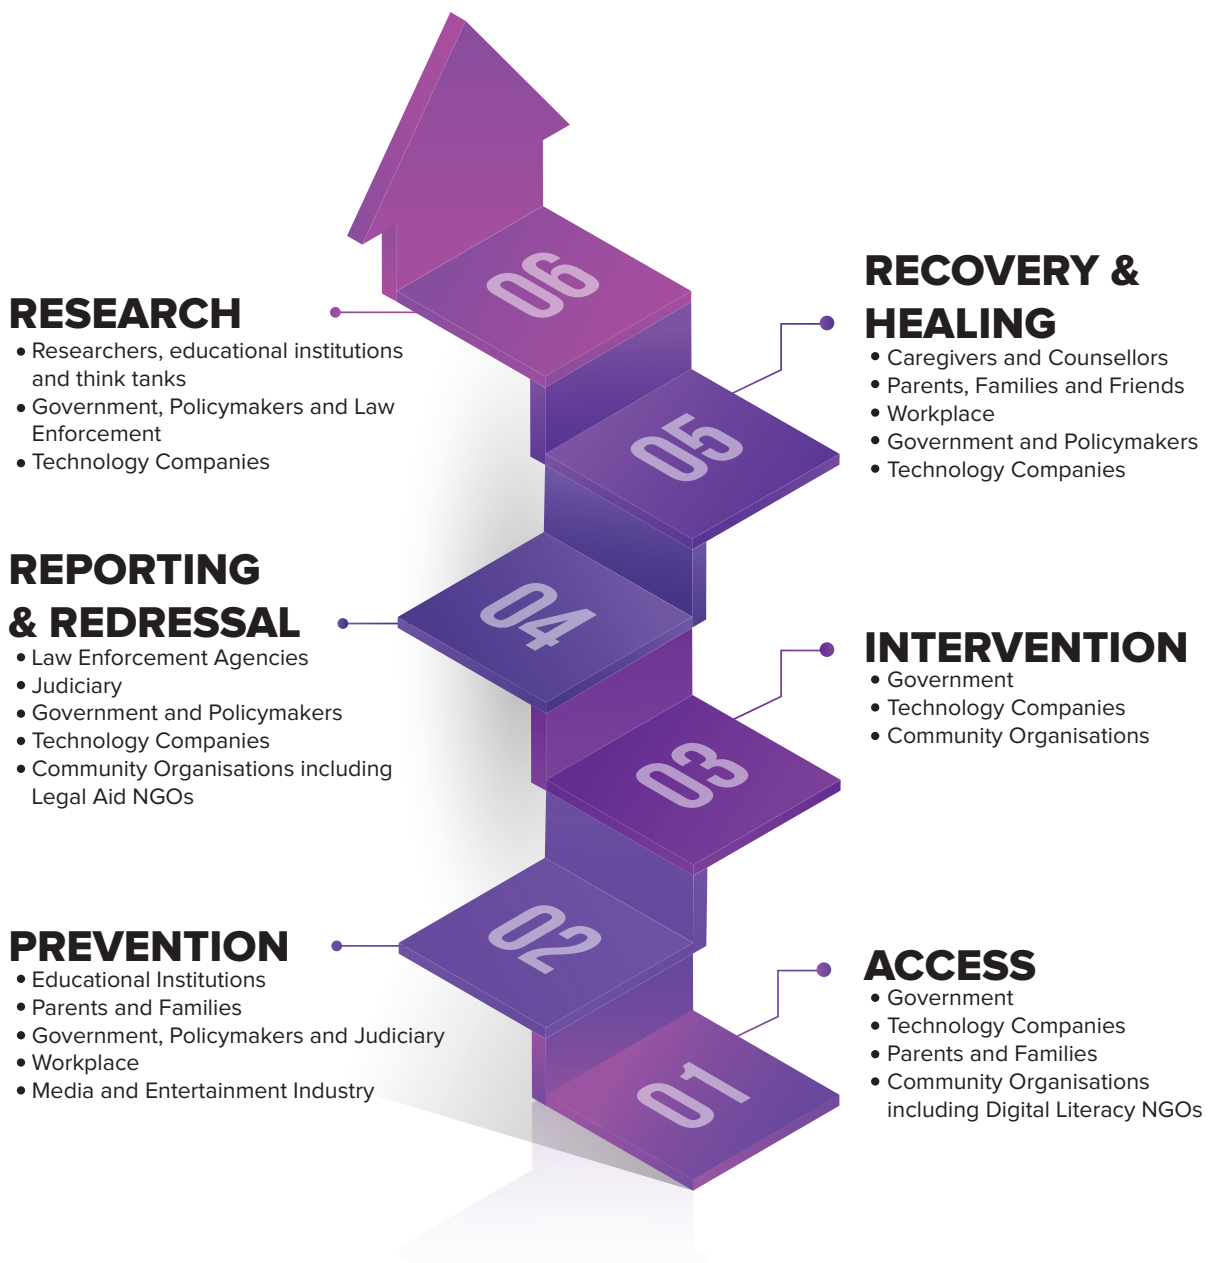 06
RESEARCH
• Researchers, educational institutions
and think tanks
• Government, Policymakers and Law
Enforcement
• Technology Companies
RECOVERY &
HEALING
• Caregivers and Counsellors
• Parents, Families and Friends
• Workplace
• Government and Policymakers
• Technology Companies
05
REPORTING
& REDRESSAL
• Law Enforcement Agencies
• Judiciary
• Government and Policymakers
• Technology Companies
• Community Organisations including
Legal Aid NGOs
04
INTERVENTION
• Government
• Technology Companies
• Community Organisations
03
PREVENTION
• Educational Institutions
• Parents and Families
• Government, Policymakers and Judiciary
• Workplace
• Media and Entertainment Industry
02
ACCESS
• Government
• Technology Companies
• Parents and Families
• Community Organisations
including Digital Literacy NGOs
01